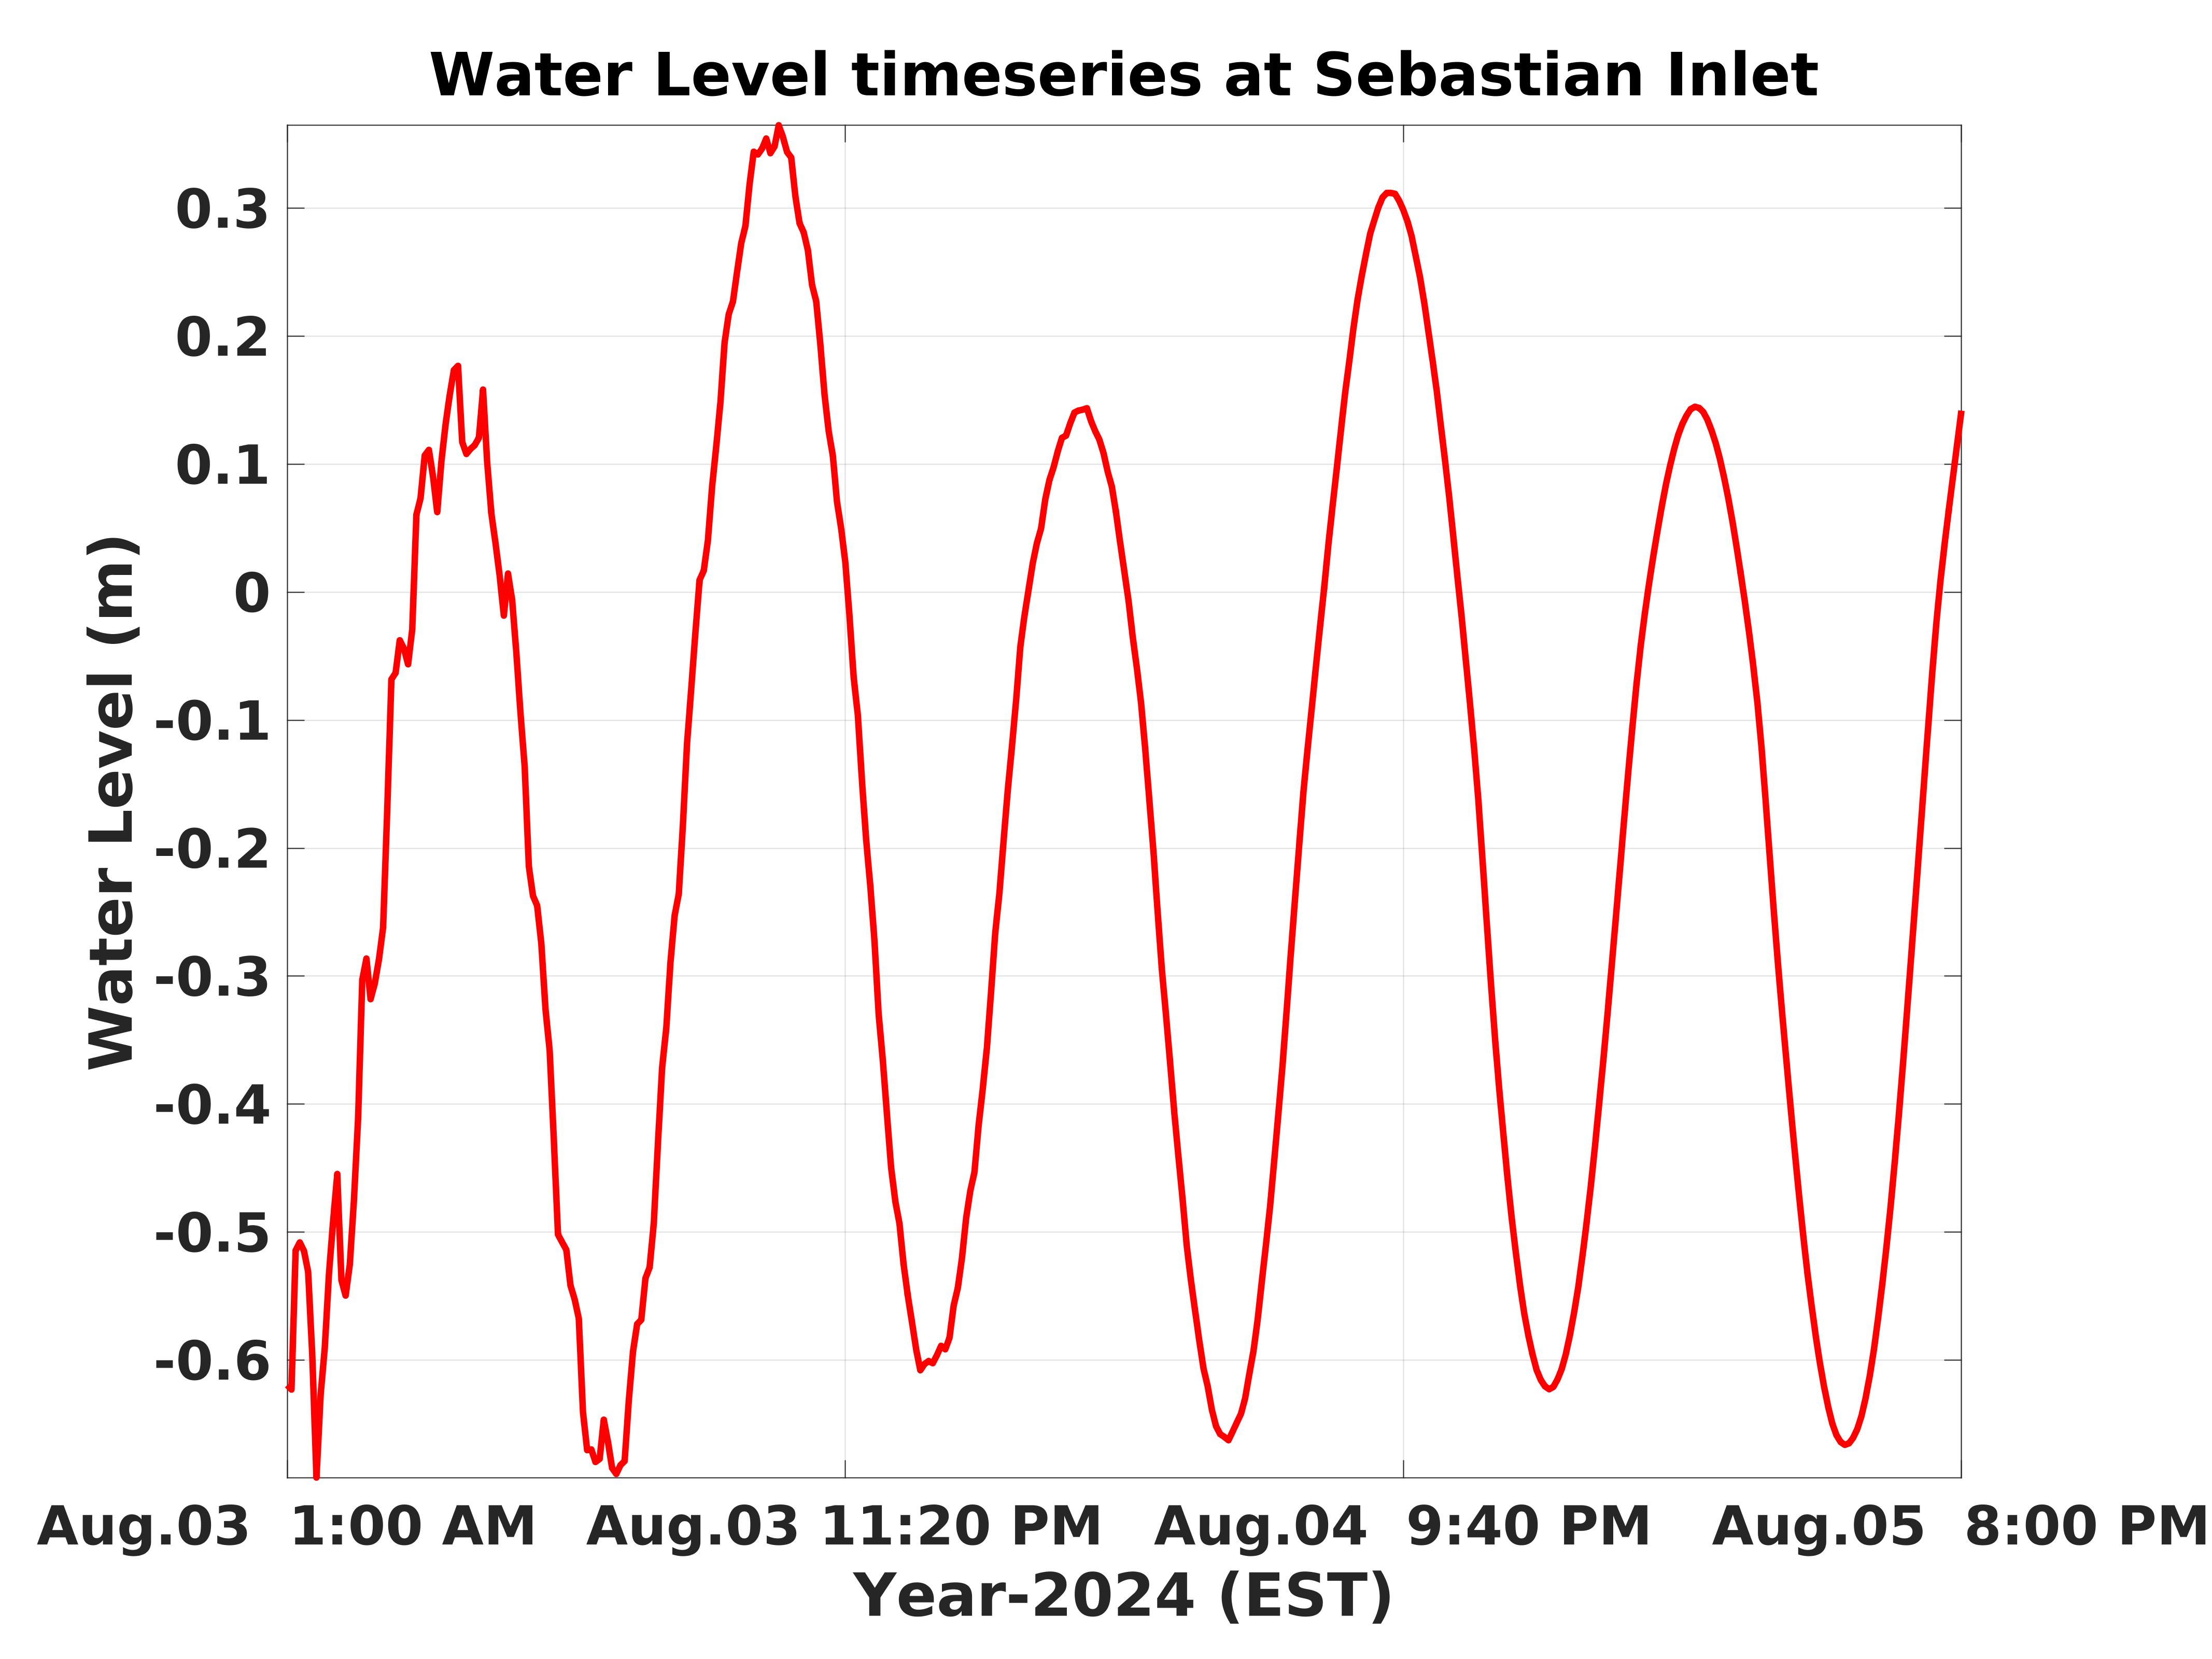 Water Level timeseries at Sebastian Inlet
0.3
0.2
0.1
0
-0.1
-0.2
-0.3
-0.4
-0.5
-0.6
Water Level (m)
Aug.03 1:00 AM Aug.03 11:20 PM Aug.04 9:40 PM Aug.05 8:00 PM
Year-2024 (EST)